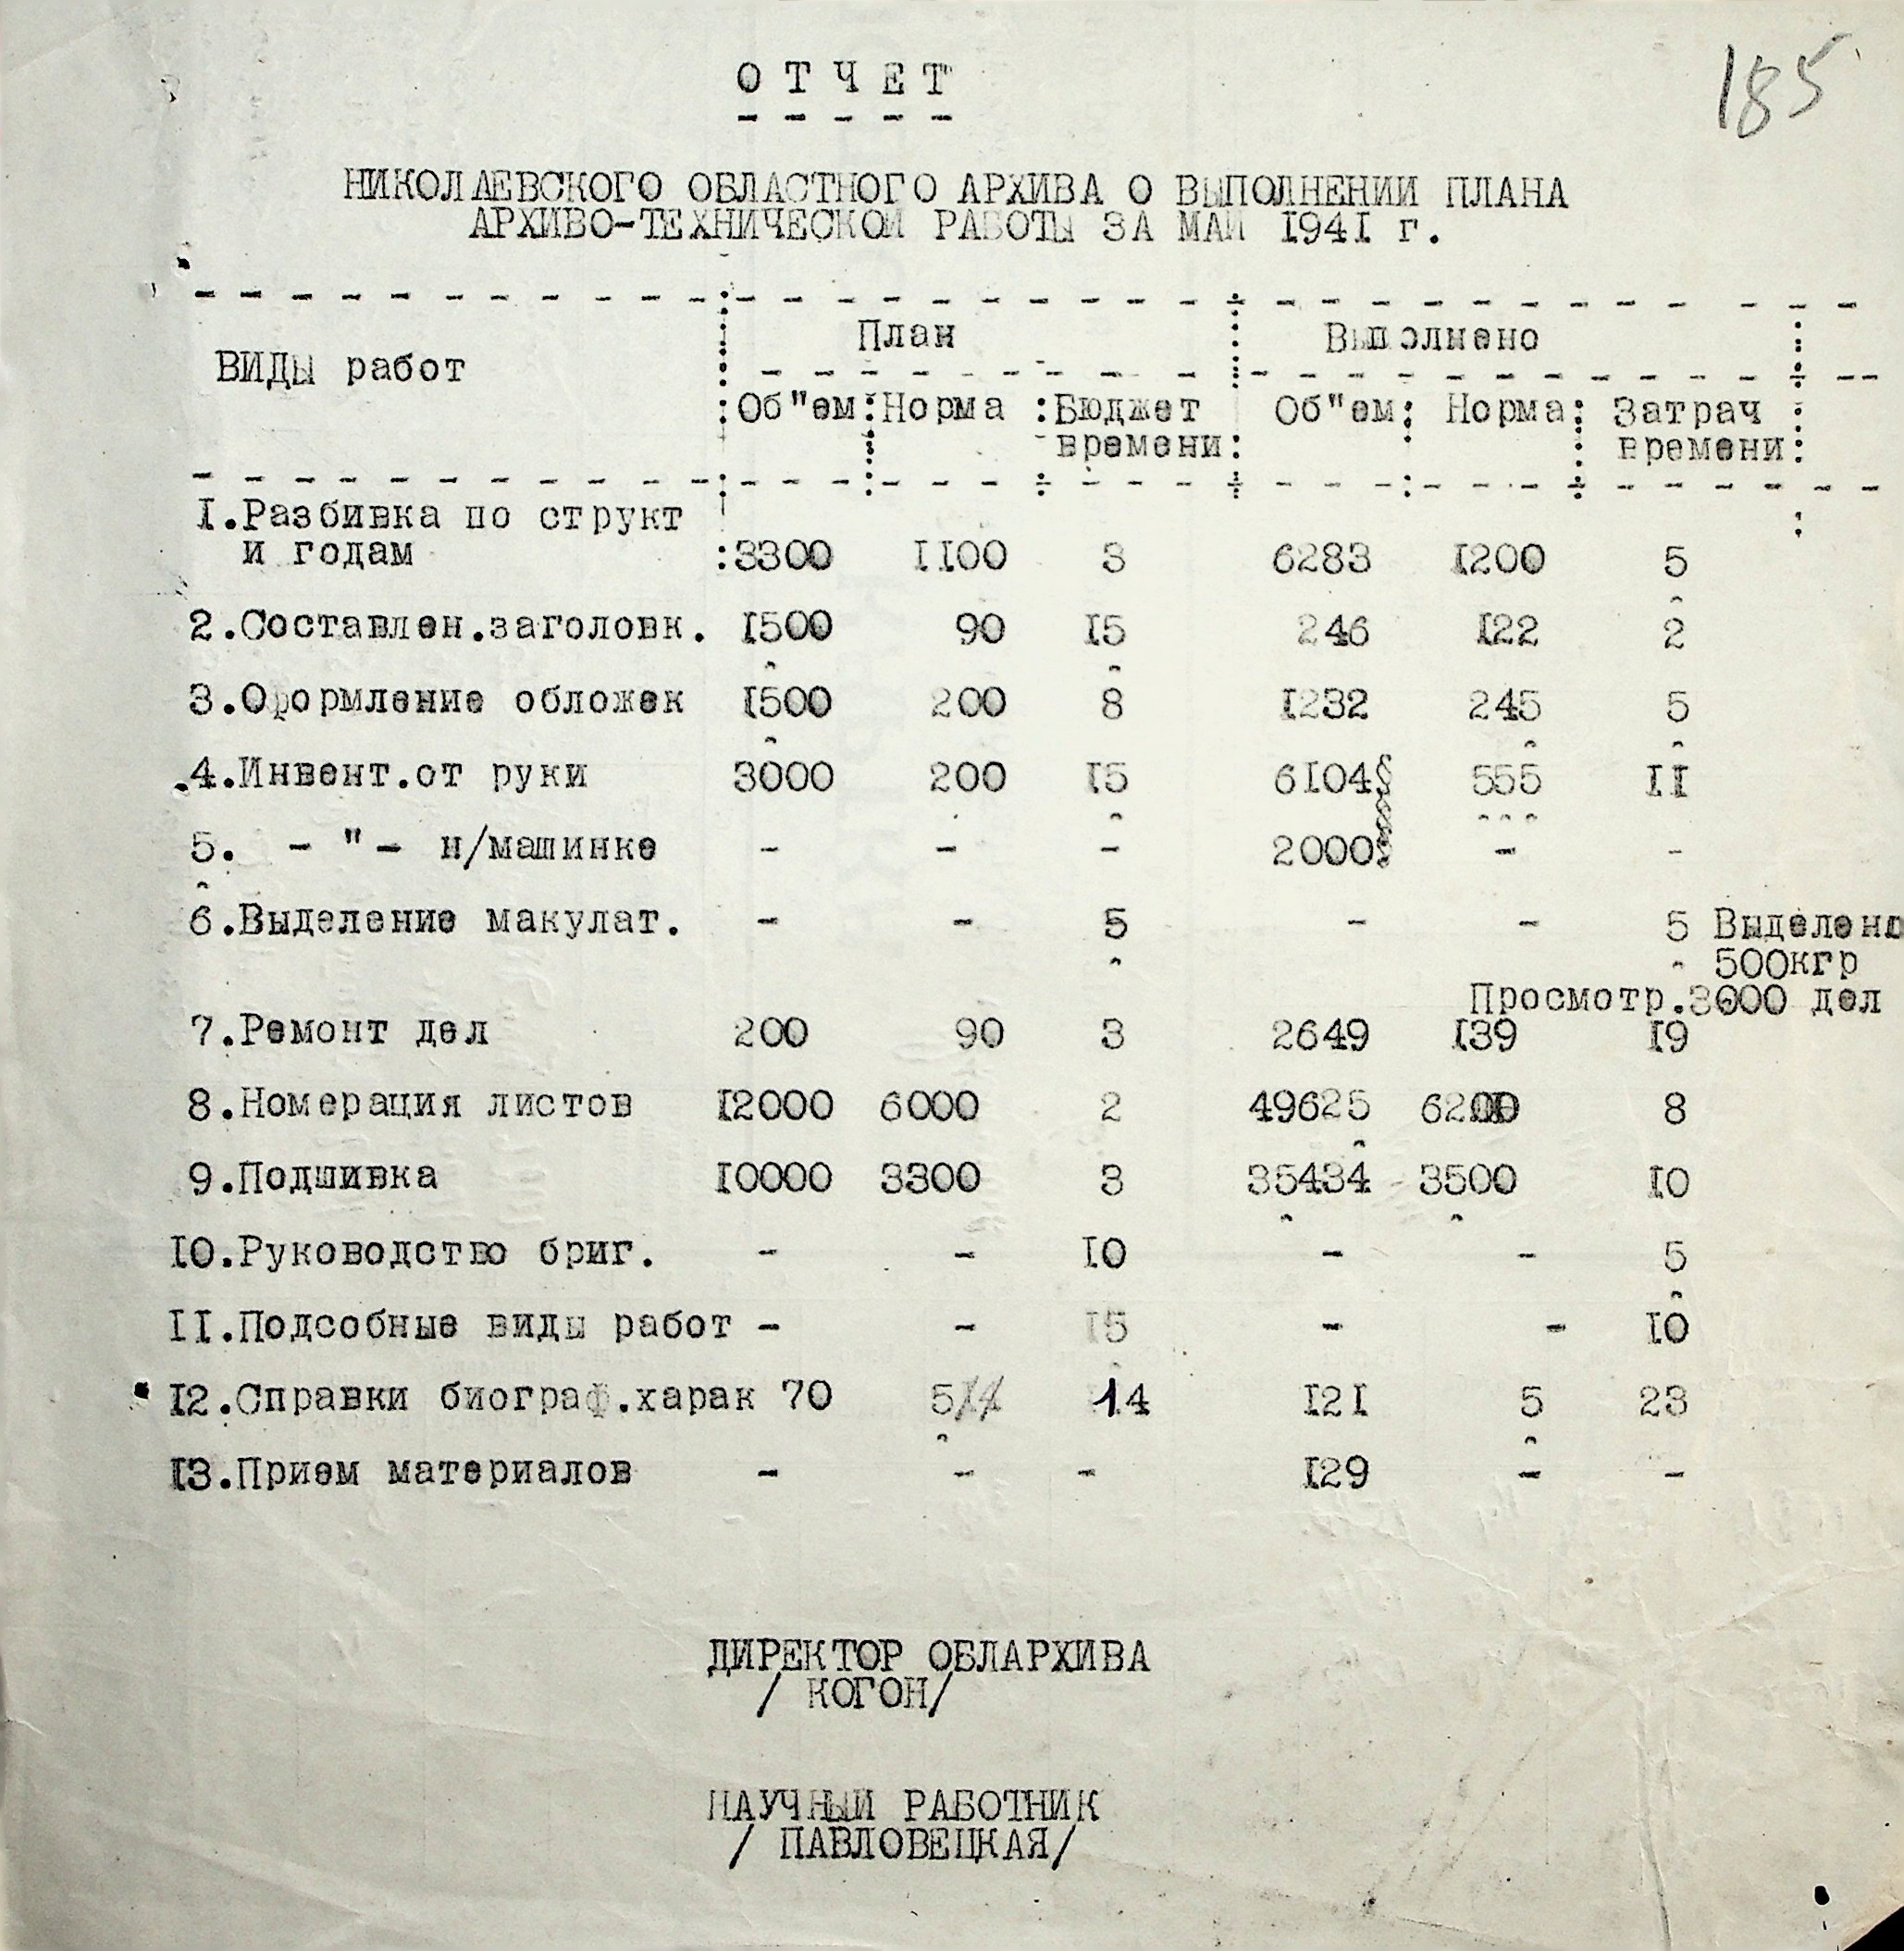 185
ОТЧЕТ
НИКОЛАЕВСКОГО ОБЛАСТНОГО АРХИВА О ВЫПОЛНЕНИИ ПЛАНА
АРХИВО-ТЕХНИЧЕСКОЙ РАБОТЫ ЗА МАЙ 1941 г.
ВИДЫ работ План Выполнено
Об"ем: Норма :Бюджет времени: Об"ем: Норма: Затрач времени:
1.Разбивка по структ
и годам :3300 1100 3 6283 1200 5
2.Составлен.заголовк. 1500 90 15 246 122 2
3.Оформление обложек 1500 200 8 1232 245 5
4.Инвент.от руки 3000 200 15 6104 555 11
5. - " - н/машинке - - - 2000 - -
6.Выделение макулат. - - 5 - - 5 Выделено
500кгр
Просмотр.3000 дел
7.Ремонт дел 200 90 3 2649 139 19
8.Номерация листов 12000 6000 2 49625 6200 8
9.Подшивка 10000 3300 3 35434 - 3500 10
10.Руководство бриг. - - 10 - - 5
11.Подсобные виды работ - - 15 - - 10
12.Справки биограф.харак 70 5 14 121 5 23
13.Прием материалов - - - 129 - -
ДИРЕКТОР ОБЛАРХИВА
/ КОГОН/
НАУЧНЫЙ РАБОТНИК
/ ПАВЛОВЕЦКАЯ/